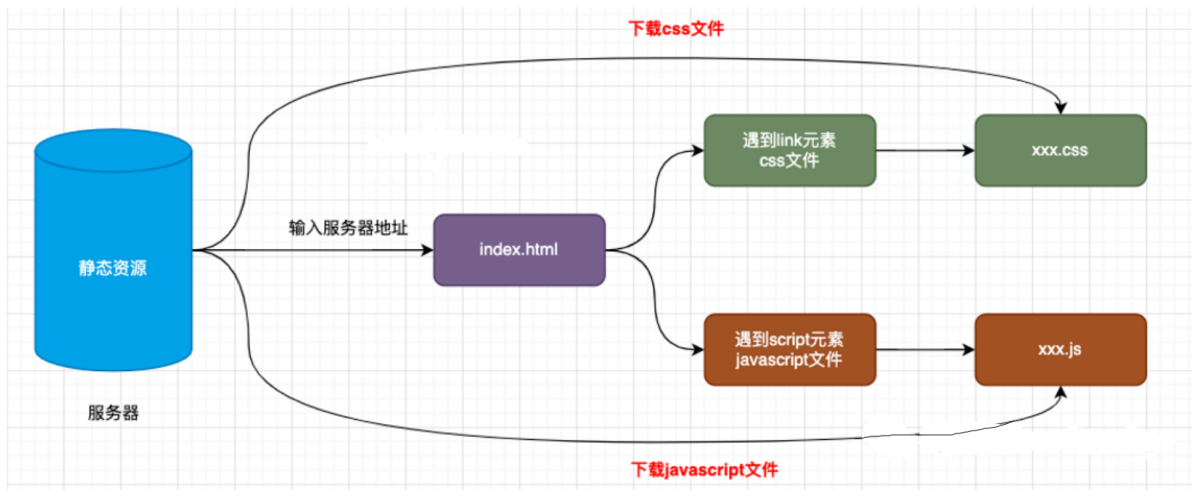 下载css文件
遇到link元素
css文件
xxx.css
输入服务器地址
index.html
静态资源
遇到script元素
javascript文件
xxx.js
服务器
下载javascript文件